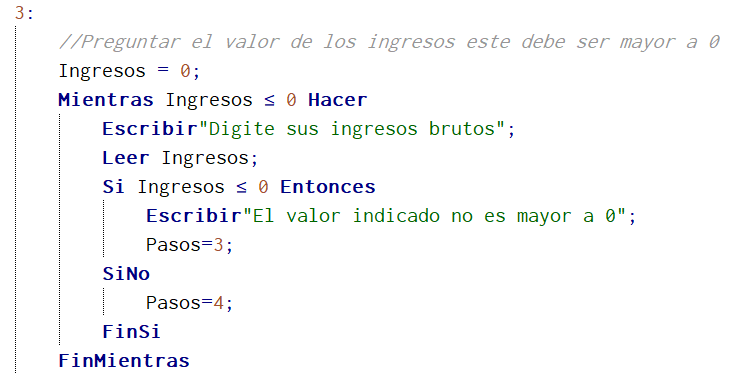 3:
//Preguntar el valor de los ingresos este debe ser mayor a 0
Ingresos = 0;
Mientras Ingresos ≤ 0 Hacer
Escribir"Digite sus ingresos brutos";
Leer Ingresos;
Si Ingresos ≤ 0 Entonces
Escribir"El valor indicado no es mayor a 0";
Pasos=3;
SiNo
Pasos=4;
FinSi
FinMientras